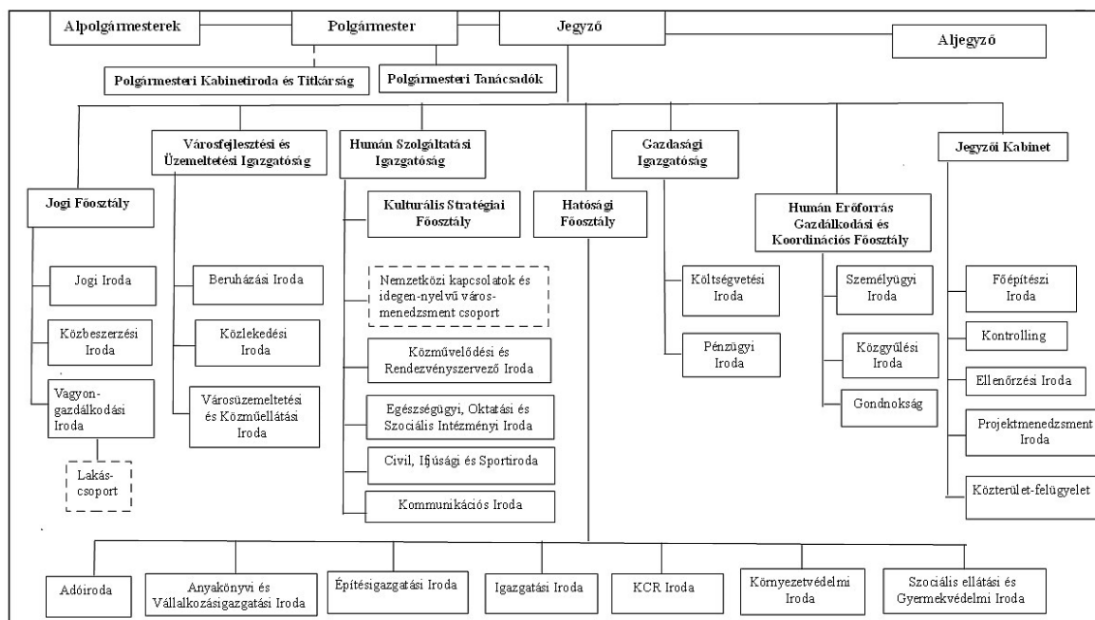 Alpolgármesterek
Polgármester
Jegyző
Aljegyző
Polgármesteri Kabinetiroda és Titkárság
Polgármesteri Tanácsadók
Városfejlesztési és
Üzemeltetési Igazgatóság
Humán Szolgáltatási
Igazgatóság
Gazdasági
Igazgatóság
Jegyzői Kabinet
Jogi Főosztály
Kulturális Stratégiai
Főosztály
Hatósági
Főosztály
Humán Erőforrás
Gazdálkodási és
Koordinációs Főosztály
Jogi Iroda
Közbeszerzési
Iroda
Vagyon-
gazdálkodási
Iroda
Lakás-
csoport
Beruházási Iroda
Közlekedési
Iroda
Városüzemeltetési
és Közműellátási
Iroda
Nemzetközi kapcsolatok és
idegen-nyelvű város-
menedzsment csoport
Közművelődési és
Rendezvényszervező Iroda
Egészségügyi, Oktatási és
Szociális Intézményi Iroda
Civil, Ifjúsági és Sportiroda
Kommunikációs Iroda
Költségvetési
Iroda
Pénzügyi
Iroda
Személyügyi
Iroda
Közgyűlési
Iroda
Gondnokság
Főépítészi
Iroda
Kontrolling
Ellenőrzési Iroda
Projektmenedzsment
Iroda
Közterület-felügyelet
Adóiroda
Anyakönyvi és
Vállalkozásigazgatási Iroda
Építésigazgatási Iroda
Igazgatási Iroda
KCR Iroda
Környezetvédelmi
Iroda
Szociális ellátási és
Gyermekvédelmi Iroda